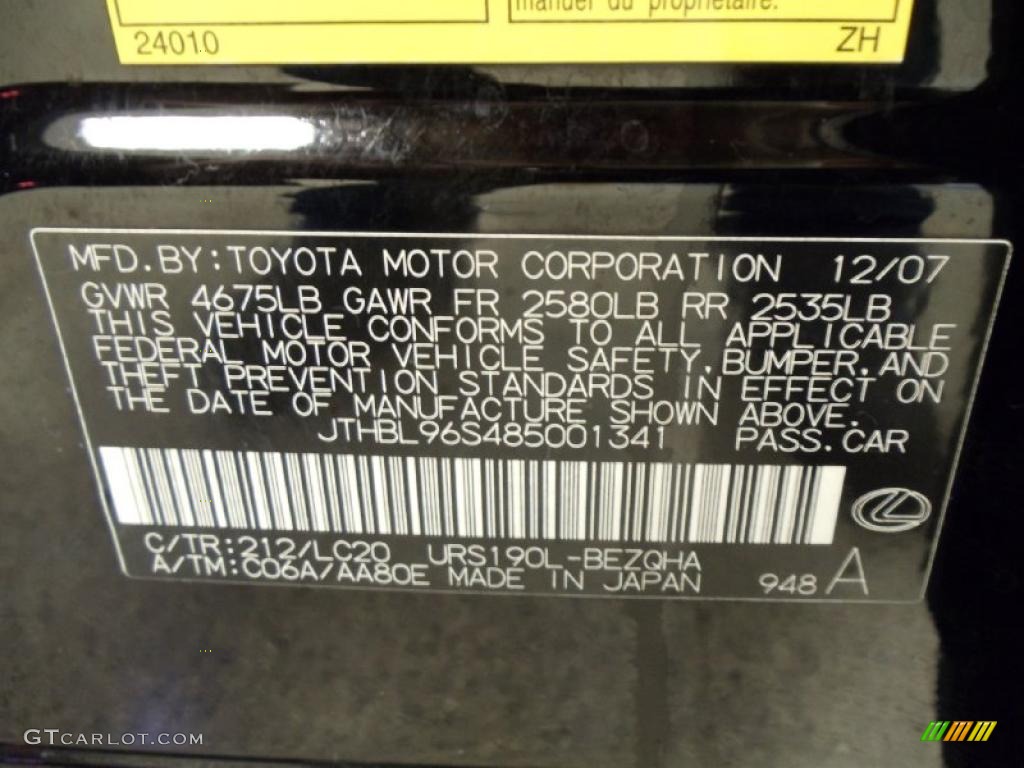 manuel du propriétaire.
24010
ZH
MFD.BY:TOYOTA MOTOR CORPORATION 12/07
GVWR 4675LB GAWR FR 2580LB RR 2535LB
THIS VEHICLE CONFORMS TO ALL APPLICABLE
FEDERAL MOTOR VEHICLE SAFETY,BUMPER,AND
THEFT PREVENTION STANDARDS IN EFFECT ON
THE DATE OF MANUFACTURE SHOWN ABOVE.
JTHBL96S485001341 PASS.CAR
C/TR:212/LC20 URS190L-BEZQHA
A/TM:C06A/AA80E MADE IN JAPAN 948 A
GTCARLOT.COM